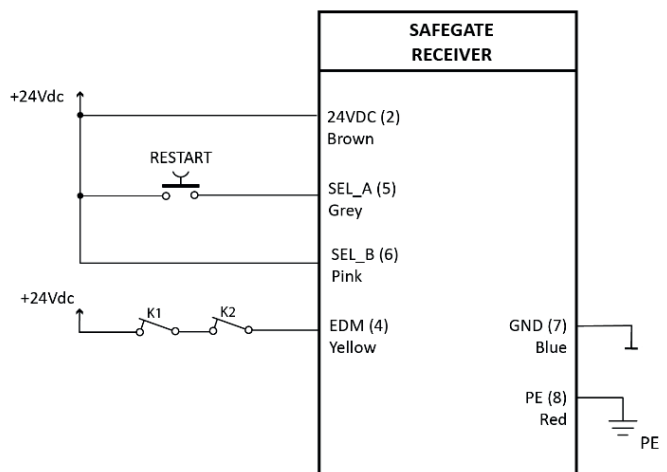 SAFEGATE
RECEIVER
+24Vdc
24VDC (2)
Brown
RESTART
SEL_A (5)
Grey
SEL_B (6)
Pink
+24Vdc
K1
K2
EDM (4)
Yellow
GND (7)
Blue
PE (8)
Red
PE